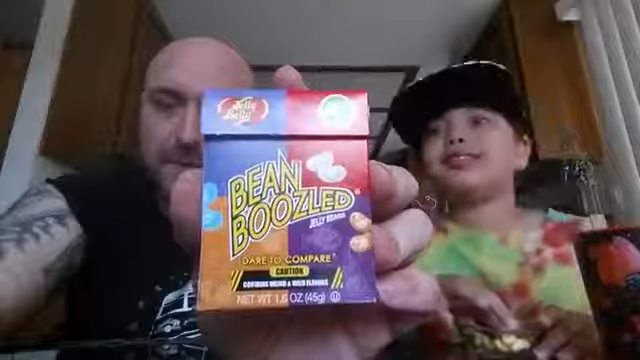 Jelly
Belly
BEAN
BOOZLED
JELLY BEANS
DARE TO COMPARE
CAUTION
CONTAINS WEIRD & WILD FLAVORS
NET WT 1.6 OZ (45g) U